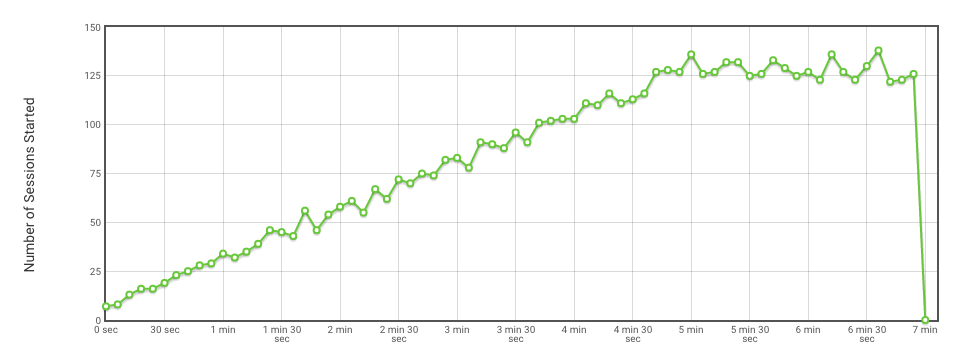 Number of Sessions Started
150
125
100
75
50
25
0
0 sec
30 sec
1 min
1 min 30
sec
2 min
2 min 30
sec
3 min
3 min 30
sec
4 min
4 min 30
sec
5 min
5 min 30
sec
6 min
6 min 30
sec
7 min